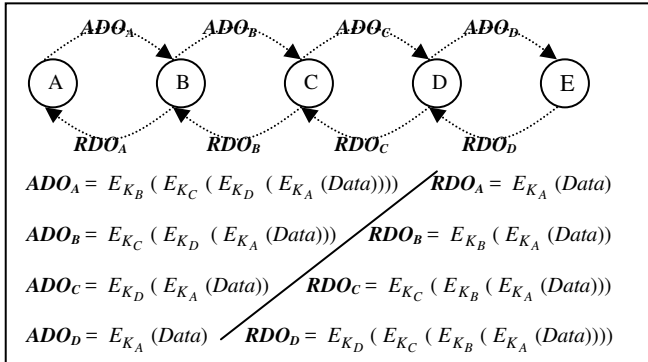 ADO_A ADO_B ADO_C ADO_D
A B C D E
RDO_A RDO_B RDO_C RDO_D
ADO_A = E_{K_B} ( E_{K_C} ( E_{K_D} ( E_{K_A} (Data)))) RDO_A = E_{K_A} (Data)
ADO_B = E_{K_C} ( E_{K_D} ( E_{K_A} (Data))) RDO_B = E_{K_B} ( E_{K_A} (Data))
ADO_C = E_{K_D} ( E_{K_A} (Data)) RDO_C = E_{K_C} ( E_{K_B} ( E_{K_A} (Data)))
ADO_D = E_{K_A} (Data) RDO_D = E_{K_D} ( E_{K_C} ( E_{K_B} ( E_{K_A} (Data))))